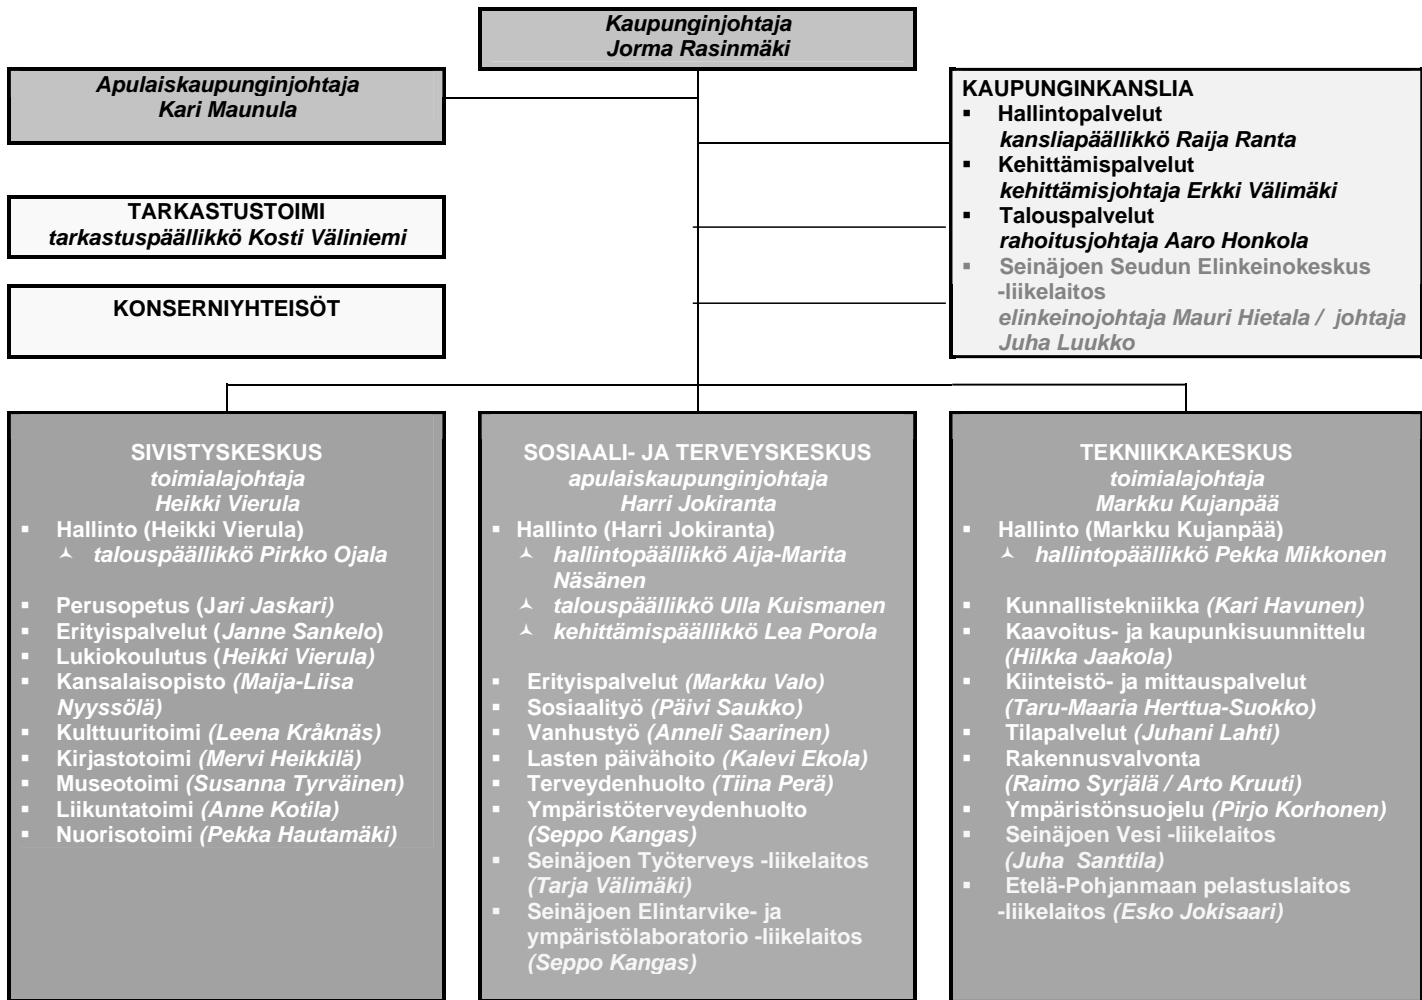 Kaupunginjohtaja
Jorma Rasinmäki
Apulaiskaupunginjohtaja
Kari Maunula
KAUPUNGINKANSLIA
▪ Hallintopalvelut
kansliapäällikkö Raija Ranta
▪ Kehittämispalvelut
kehittämisjohtaja Erkki Välimäki
▪ Talouspalvelut
rahoitusjohtaja Aaro Honkola
▪ Seinäjoen Seudun Elinkeinokeskus
-liikelaitos
elinkeinojohtaja Mauri Hietala / johtaja
Juha Luukko
TARKASTUSTOIMI
tarkastuspäällikkö Kosti Väliniemi
KONSERNIYHTEISÖT
SIVISTYSKESKUS
toimialajohtaja
Heikki Vierula
▪ Hallinto (Heikki Vierula)
⅄ talouspäällikkö Pirkko Ojala
▪ Perusopetus (Jari Jaskari)
▪ Erityispalvelut (Janne Sankelo)
▪ Lukiokoulutus (Heikki Vierula)
▪ Kansalaisopisto (Maija-Liisa
Nyyssölä)
▪ Kulttuuritoimi (Leena Kråknäs)
▪ Kirjastotoimi (Mervi Heikkilä)
▪ Museotoimi (Susanna Tyrväinen)
▪ Liikuntatoimi (Anne Kotila)
▪ Nuorisotoimi (Pekka Hautamäki)
SOSIAALI- JA TERVEYSKESKUS
apulaiskaupunginjohtaja
Harri Jokiranta
▪ Hallinto (Harri Jokiranta)
⅄ hallintopäällikkö Aija-Marita
Näsänen
⅄ talouspäällikkö Ulla Kuismanen
⅄ kehittämispäällikkö Lea Porola
▪ Erityispalvelut (Markku Valo)
▪ Sosiaalityö (Päivi Saukko)
▪ Vanhustyö (Anneli Saarinen)
▪ Lasten päivähoito (Kalevi Ekola)
▪ Terveydenhuolto (Tiina Perä)
▪ Ympäristöterveydenhuolto
(Seppo Kangas)
▪ Seinäjoen Työterveys -liikelaitos
(Tarja Välimäki)
▪ Seinäjoen Elintarvike- ja
ympäristölaboratorio -liikelaitos
(Seppo Kangas)
TEKNIIKKAKESKUS
toimialajohtaja
Markku Kujanpää
▪ Hallinto (Markku Kujanpää)
⅄ hallintopäällikkö Pekka Mikkonen
▪ Kunnallistekniikka (Kari Havunen)
▪ Kaavoitus- ja kaupunkisuunnittelu
(Hilkka Jaakola)
▪ Kiinteistö- ja mittauspalvelut
(Taru-Maaria Herttua-Suokko)
▪ Tilapalvelut (Juhani Lahti)
▪ Rakennusvalvonta
(Raimo Syrjälä / Arto Kruuti)
▪ Ympäristönsuojelu (Pirjo Korhonen)
▪ Seinäjoen Vesi -liikelaitos
(Juha Santtila)
▪ Etelä-Pohjanmaan pelastuslaitos
-liikelaitos (Esko Jokisaari)